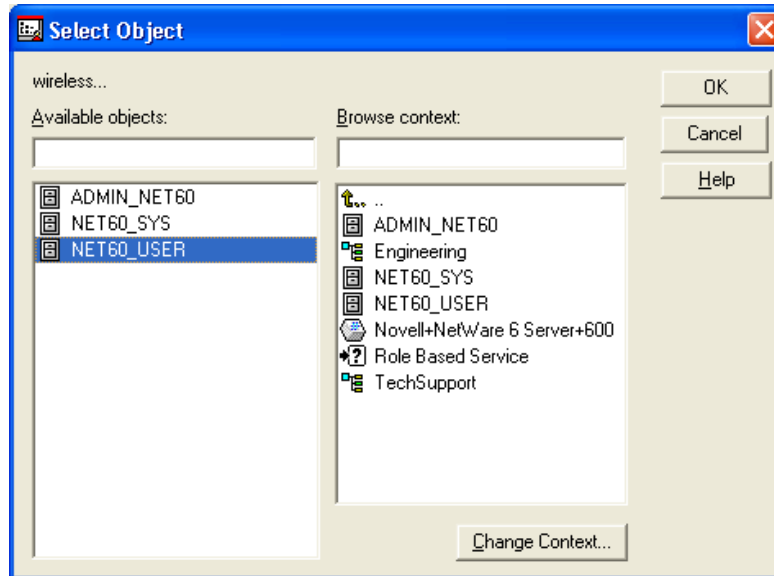 Select Object
wireless...
Available objects:
Browse context:
OK
Cancel
Help
ADMIN_NET60
NET60_SYS
NET60_USER
..
ADMIN_NET60
Engineering
NET60_SYS
NET60_USER
Novell+NetWare 6 Server+600
Role Based Service
TechSupport
Change Context...